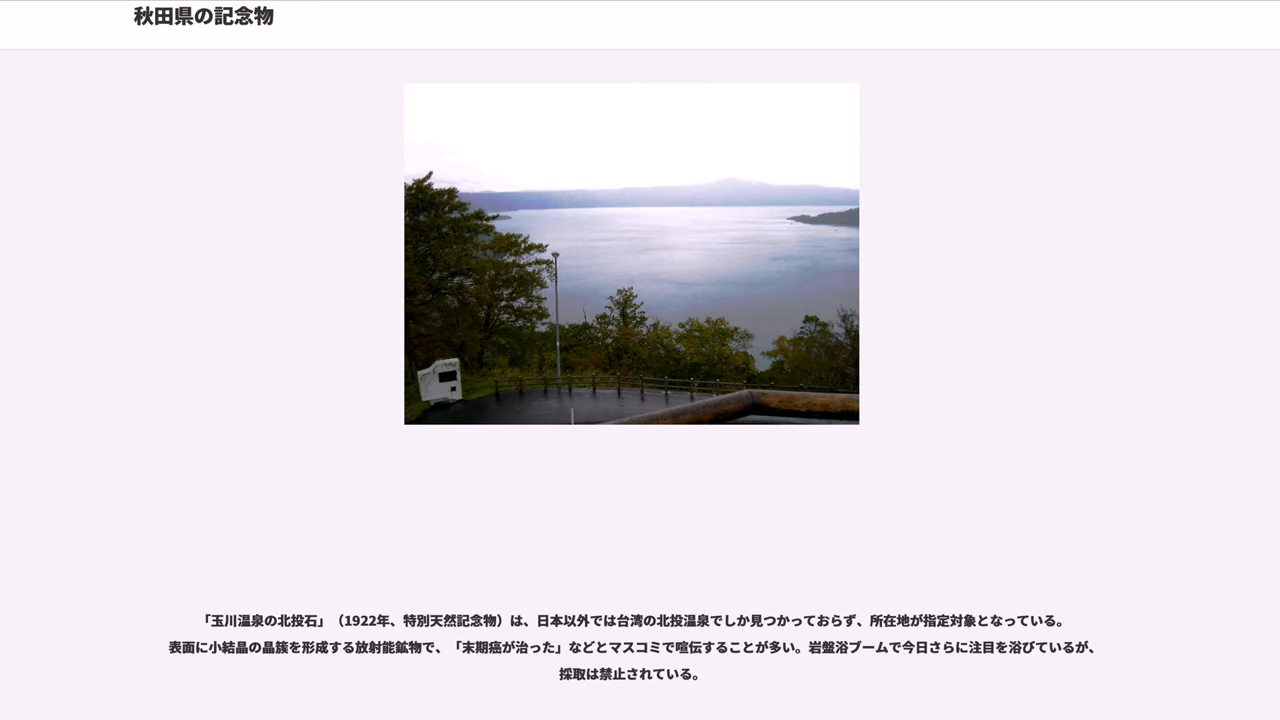 秋田県の記念物
「玉川温泉の北投石」（1922年、特別天然記念物）は、日本以外では台湾の北投温泉でしか見つかっておらず、所在地が指定対象となっている。
表面に小結晶の晶簇を形成する放射能鉱物で、「末期癌が治った」などとマスコミで喧伝することが多い。岩盤浴ブームで今日さらに注目を浴びているが、
採取は禁止されている。